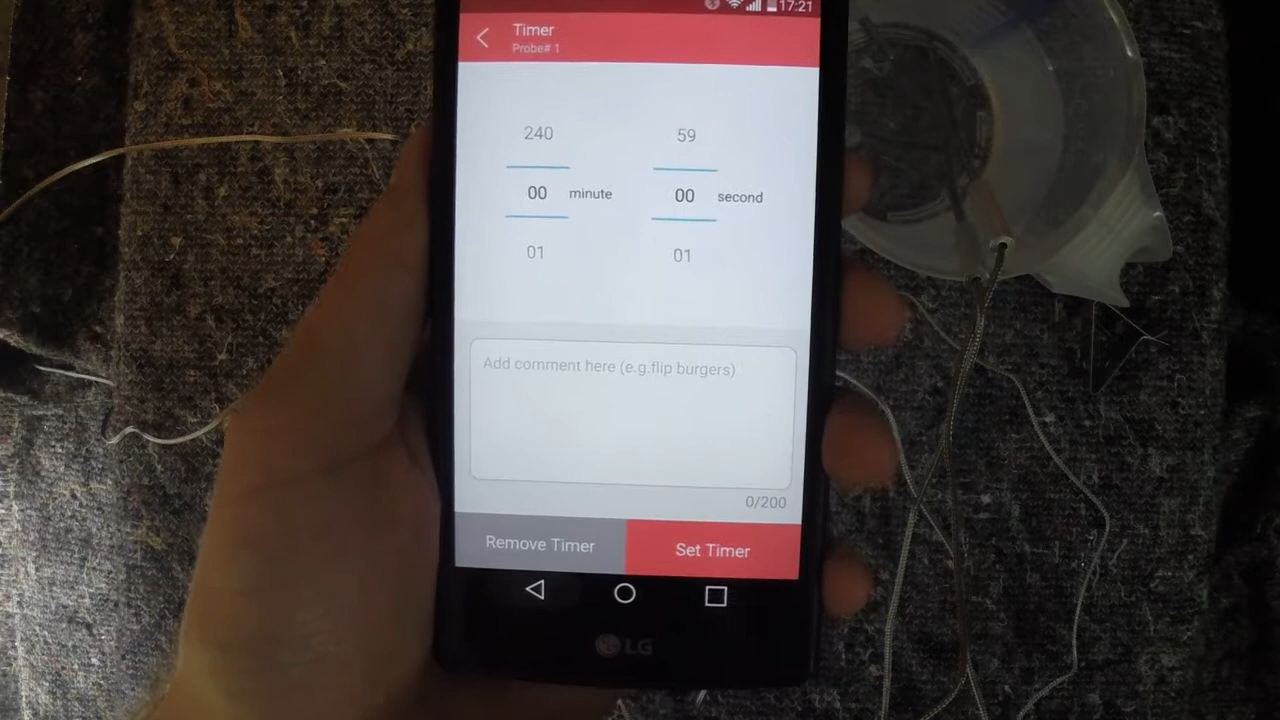 17:21
Timer
Probe# 1
240 59
00 minute 00 second
01 01
Add comment here (e.g.flip burgers)
0/200
Remove Timer Set Timer
LG